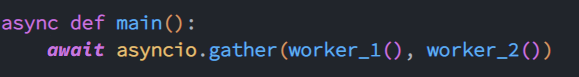 async def main():
    await asyncio.gather(worker_1(), worker_2())